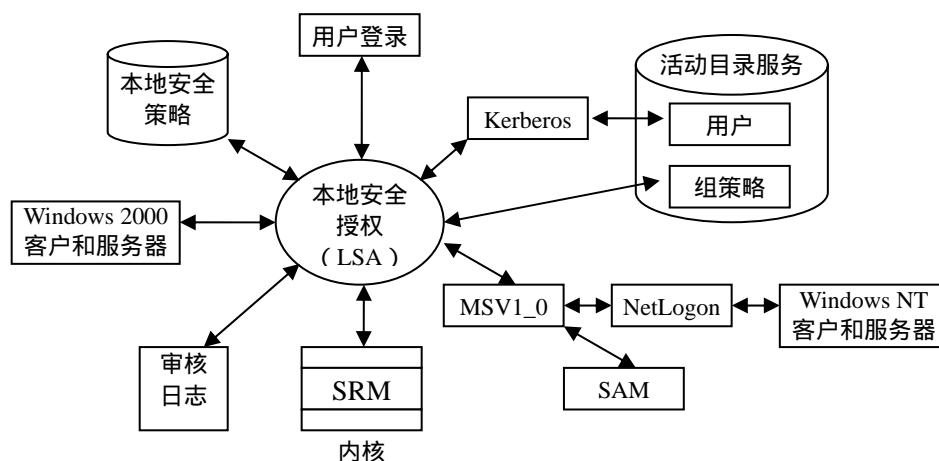 用户登录
活动目录服务
本地安全
策略
Kerberos
用户
组策略
本地安全
授权
（LSA）
Windows 2000
客户和服务器
MSV1_0
NetLogon
Windows NT
客户和服务器
审核
日志
SRM
SAM
内核